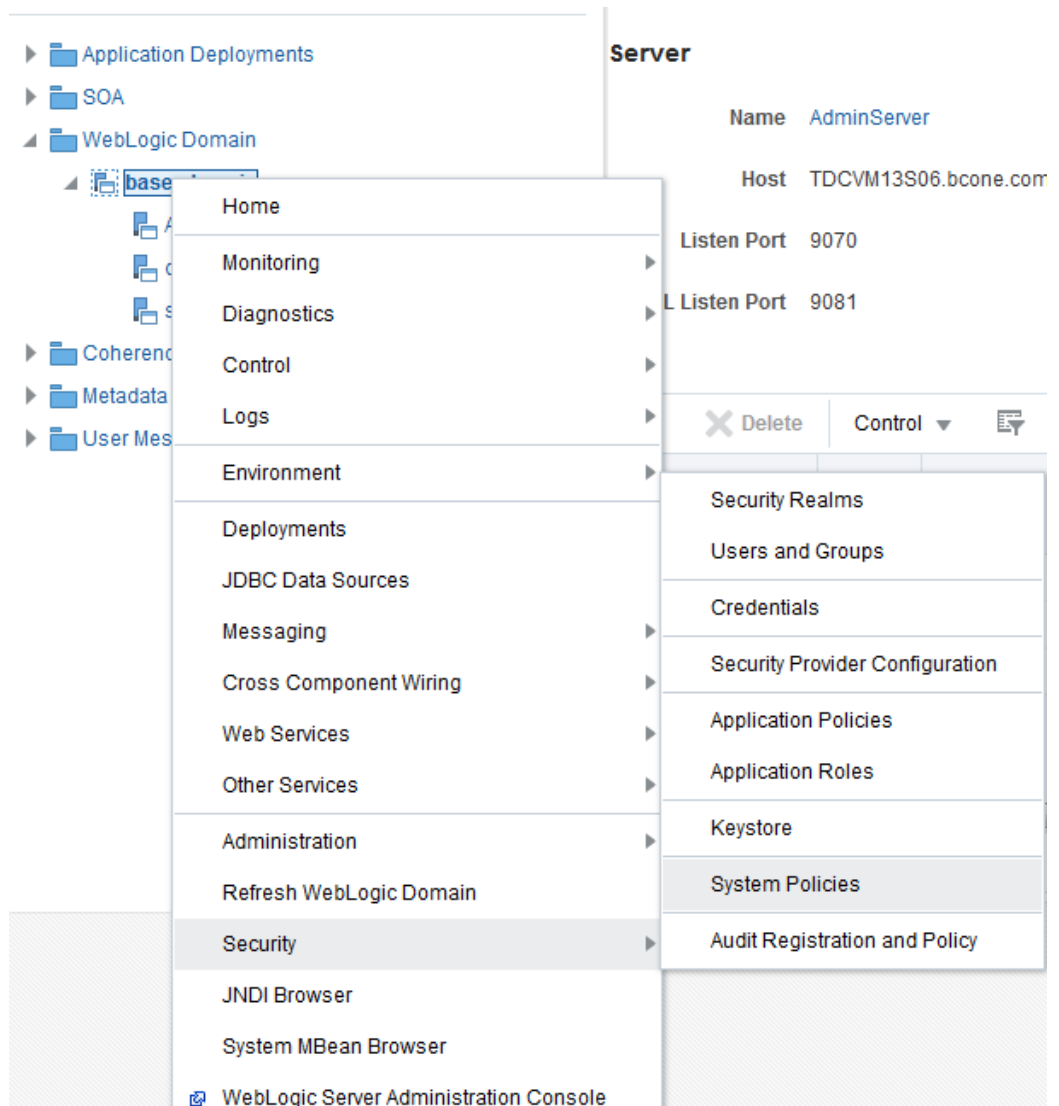 Application Deployments
SOA
WebLogic Domain
Server
Name AdminServer
Host TDCVM13S06.bcone.com
Listen Port 9070
L Listen Port 9081
Metadata
Delete
Control
Home
Monitoring
Diagnostics
Control
Logs
Environment
Deployments
JDBC Data Sources
Messaging
Cross Component Wiring
Web Services
Other Services
Administration
Refresh WebLogic Domain
Security
JNDI Browser
System MBean Browser
WebLogic Server Administration Console
Security Realms
Users and Groups
Credentials
Security Provider Configuration
Application Policies
Application Roles
Keystore
System Policies
Audit Registration and Policy